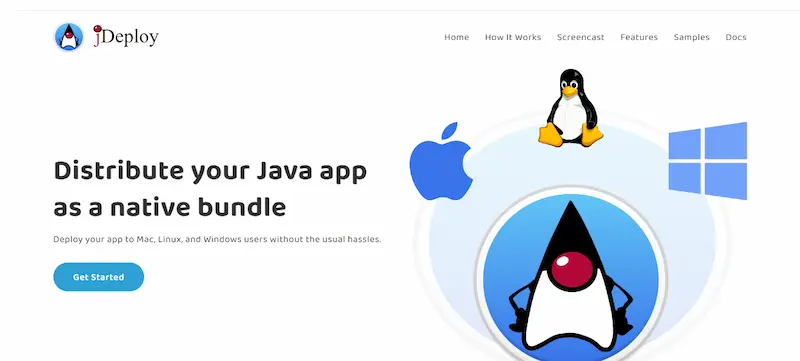 jDeploy
Home How It Works Screencast Features Samples Docs
Distribute your Java app
as a native bundle
Deploy your app to Mac, Linux, and Windows users without the usual hassles.
Get Started